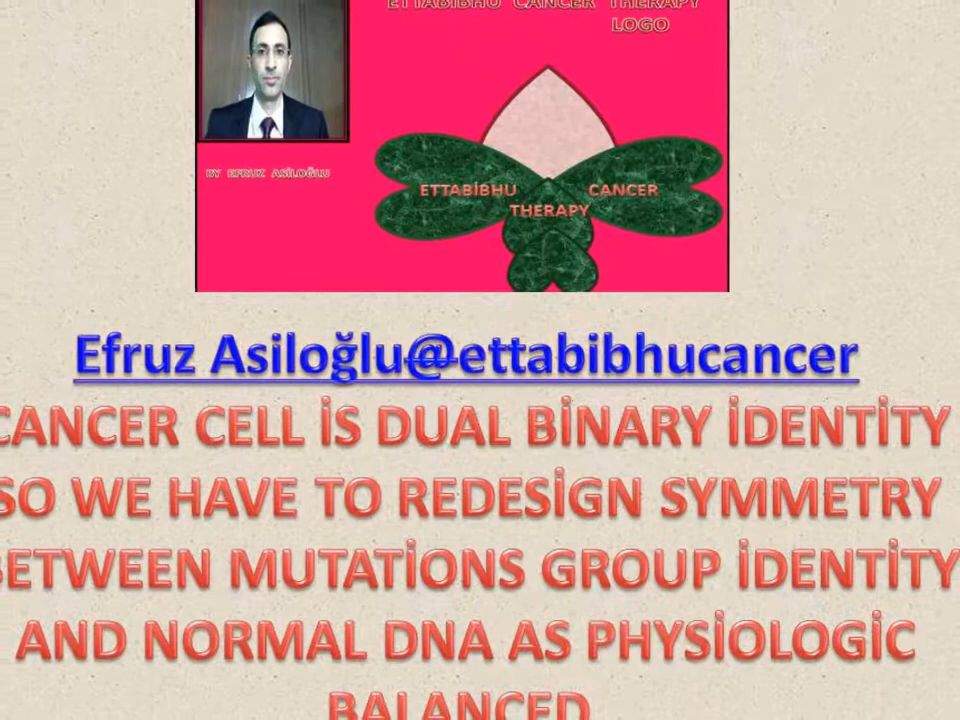 ETTABİBHU CANCER THERAPY
LOGO
BY EFRUZ ASİLOĞLU
ETTABİBHU CANCER
THERAPY
Efruz Asiloğlu@ettabibhucancer
CANCER CELL İS DUAL BİNARY İDENTİTY
SO WE HAVE TO REDESİGN SYMMETRY
BETWEEN MUTATİONS GROUP İDENTİTY
AND NORMAL DNA AS PHYSİOLOGİC
BALANCED